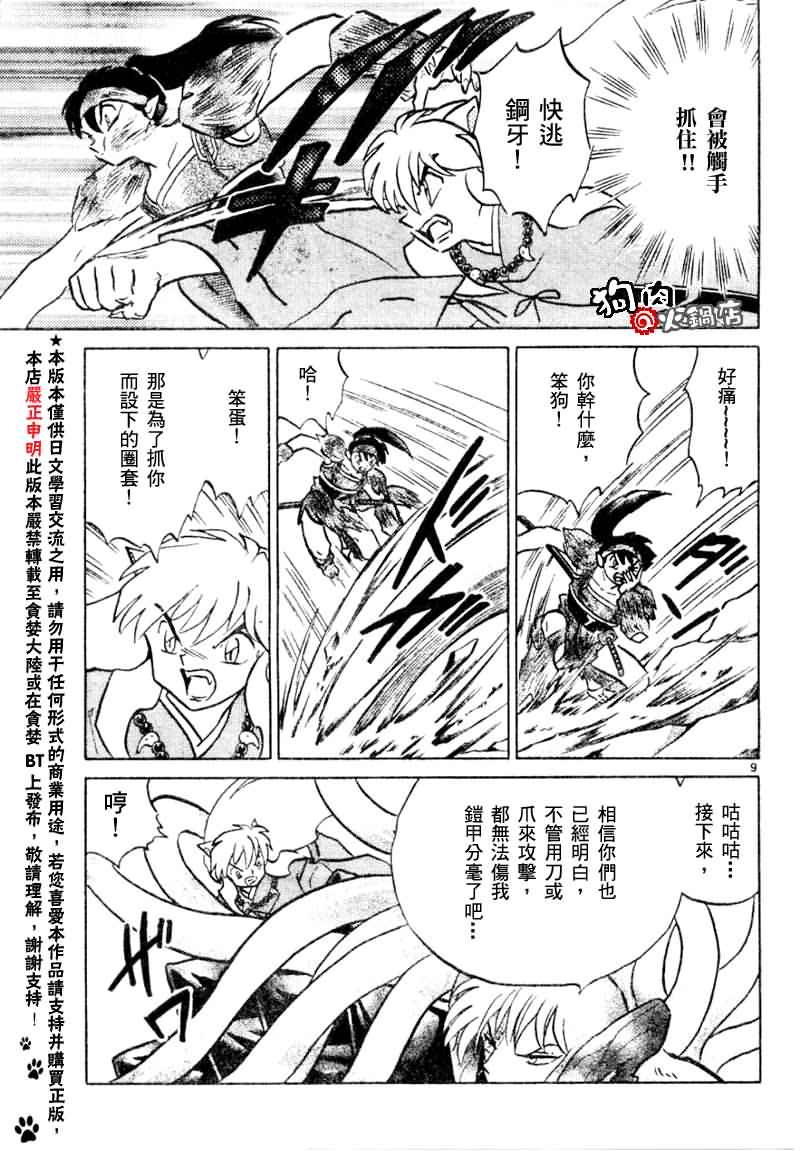 會被觸手
抓住!!
快逃
鋼牙！
狗肉
火鍋店
好痛~~~~！
你幹什麼，
笨狗！
哈！
笨蛋！
那是為了抓你
而設下的圈套！
9
咕咕咕…
接下來，
相信你們也
已經明白，
不管用刀或
爪來攻擊，
都無法傷我
鎧甲分毫了吧…
哼！
★本版本僅供日文學習交流之用，請勿用于任何形式的商業用途，若您喜愛本作品請支持并購買正版，
本店嚴正申明此版本嚴禁轉載至貪婪大陸或在貪婪 BT 上發布，敬請理解，謝謝支持！